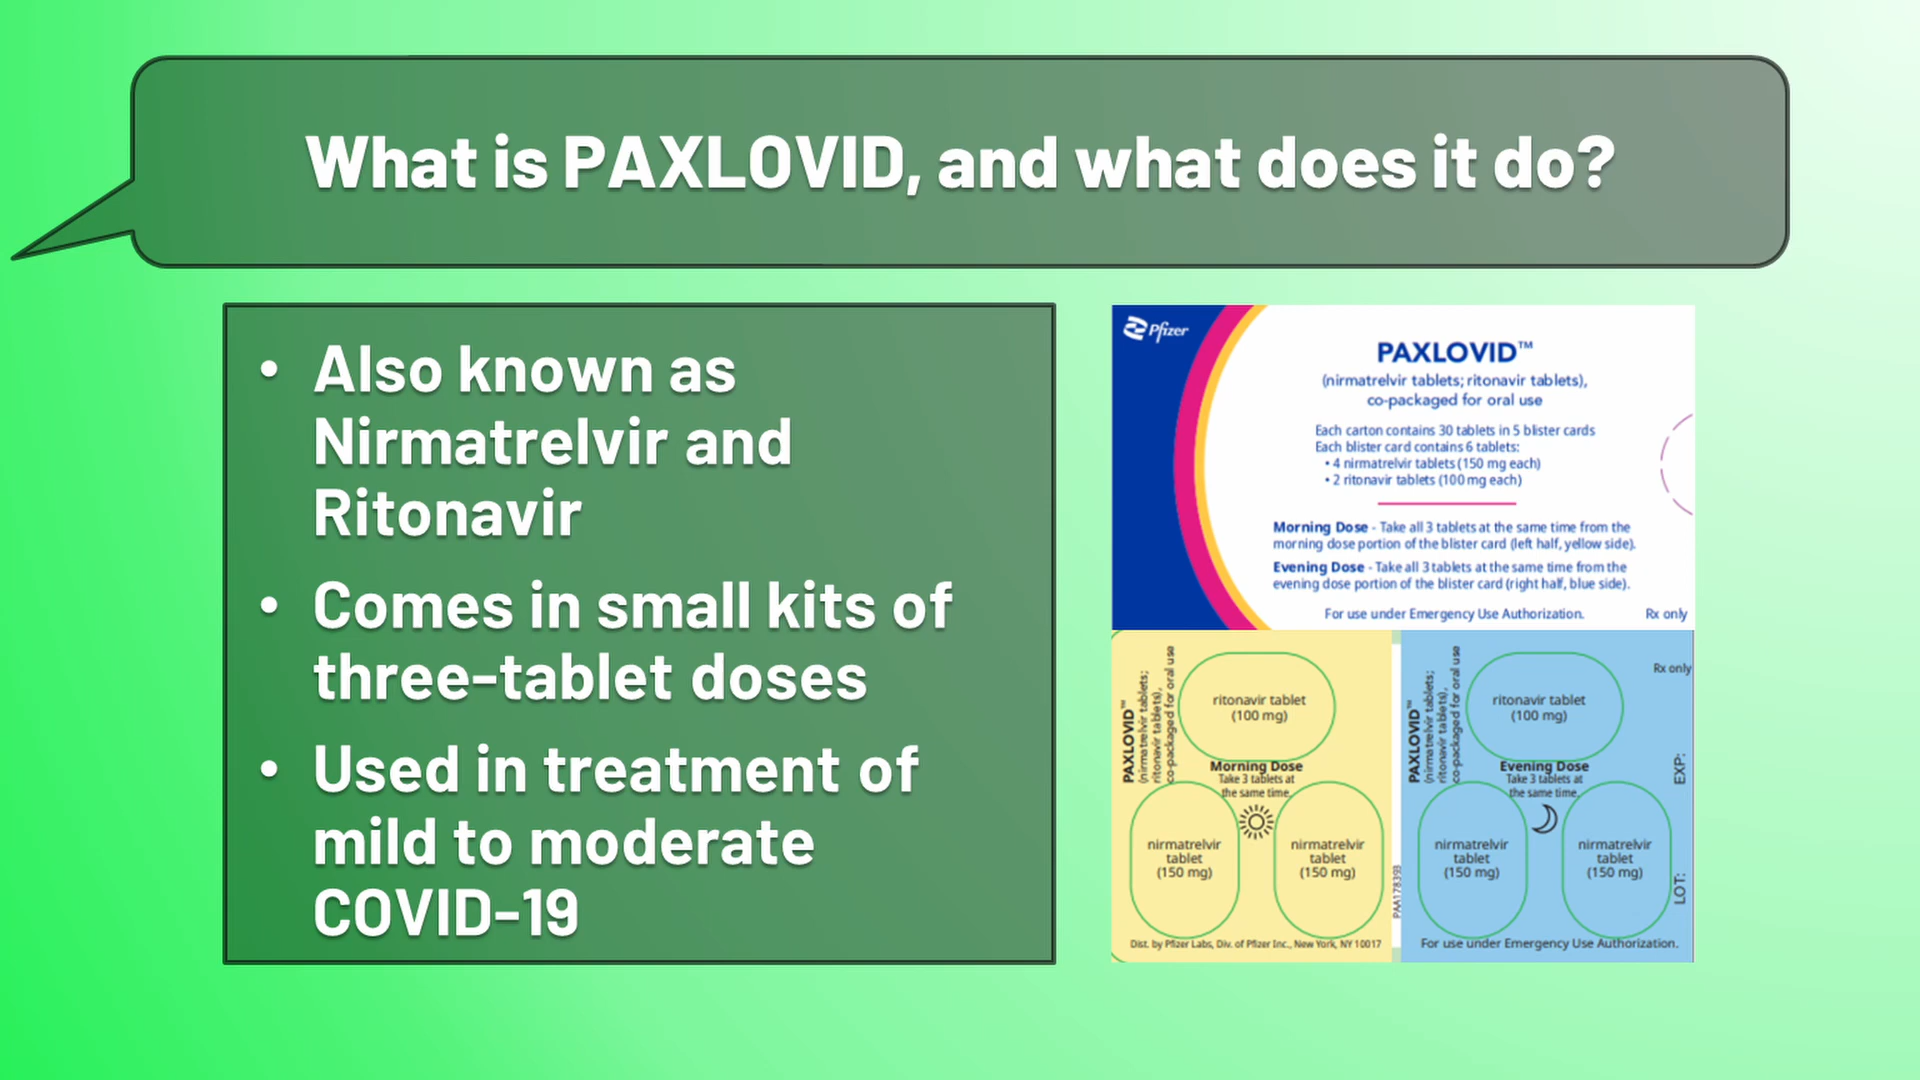 What is PAXLOVID, and what does it do?
• Also known as
Nirmatrelvir and
Ritonavir
• Comes in small kits of
three-tablet doses
• Used in treatment of
mild to moderate
COVID-19
Pfizer
PAXLOVID™
(nirmatrelvir tablets; ritonavir tablets),
co-packaged for oral use
Each carton contains 30 tablets in 5 blister cards
Each blister card contains 6 tablets:
• 4 nirmatrelvir tablets (150 mg each)
• 2 ritonavir tablets (100 mg each)
Morning Dose - Take all 3 tablets at the same time from the
morning dose portion of the blister card (left half, yellow side).
Evening Dose - Take all 3 tablets at the same time from the
evening dose portion of the blister card (right half, blue side).
For use under Emergency Use Authorization.
Rx only
PAXLOVID™
(nirmatrelvir tablets;
ritonavir tablets),
co-packaged for oral use
ritonavir tablet
(100 mg)
Morning Dose
Take 3 tablets at
the same time.
nirmatrelvir
tablet
(150 mg)
nirmatrelvir
tablet
(150 mg)
Dist. by Pfizer Labs, Div. of Pfizer Inc., New York, NY 10017
PAA178393
PAXLOVID™
(nirmatrelvir tablets;
ritonavir tablets),
co-packaged for oral use
Rx only
ritonavir tablet
(100 mg)
Evening Dose
Take 3 tablets at
the same time.
nirmatrelvir
tablet
(150 mg)
nirmatrelvir
tablet
(150 mg)
EXP:
LOT:
For use under Emergency Use Authorization.